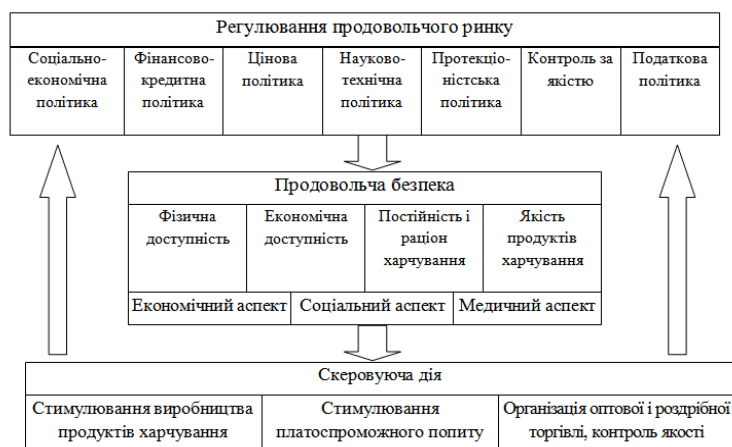 Регулювання продовольчого ринку
Соціально-
економічна
політика
Фінансово-
кредитна
політика
Цінова
політика
Науково-
технічна
політика
Протекціо-
ністська
політика
Контроль за
якістю
Податкова
політика
Продовольча безпека
Фізична
доступність
Економічна
доступність
Постійність і
раціон
харчування
Якість
продуктів
харчування
Економічний аспект
Соціальний аспект
Медичний аспект
Скеровуюча дія
Стимулювання виробництва
продуктів харчування
Стимулювання
платоспроможного попиту
Організація оптової і роздрібної
торгівлі, контроль якості